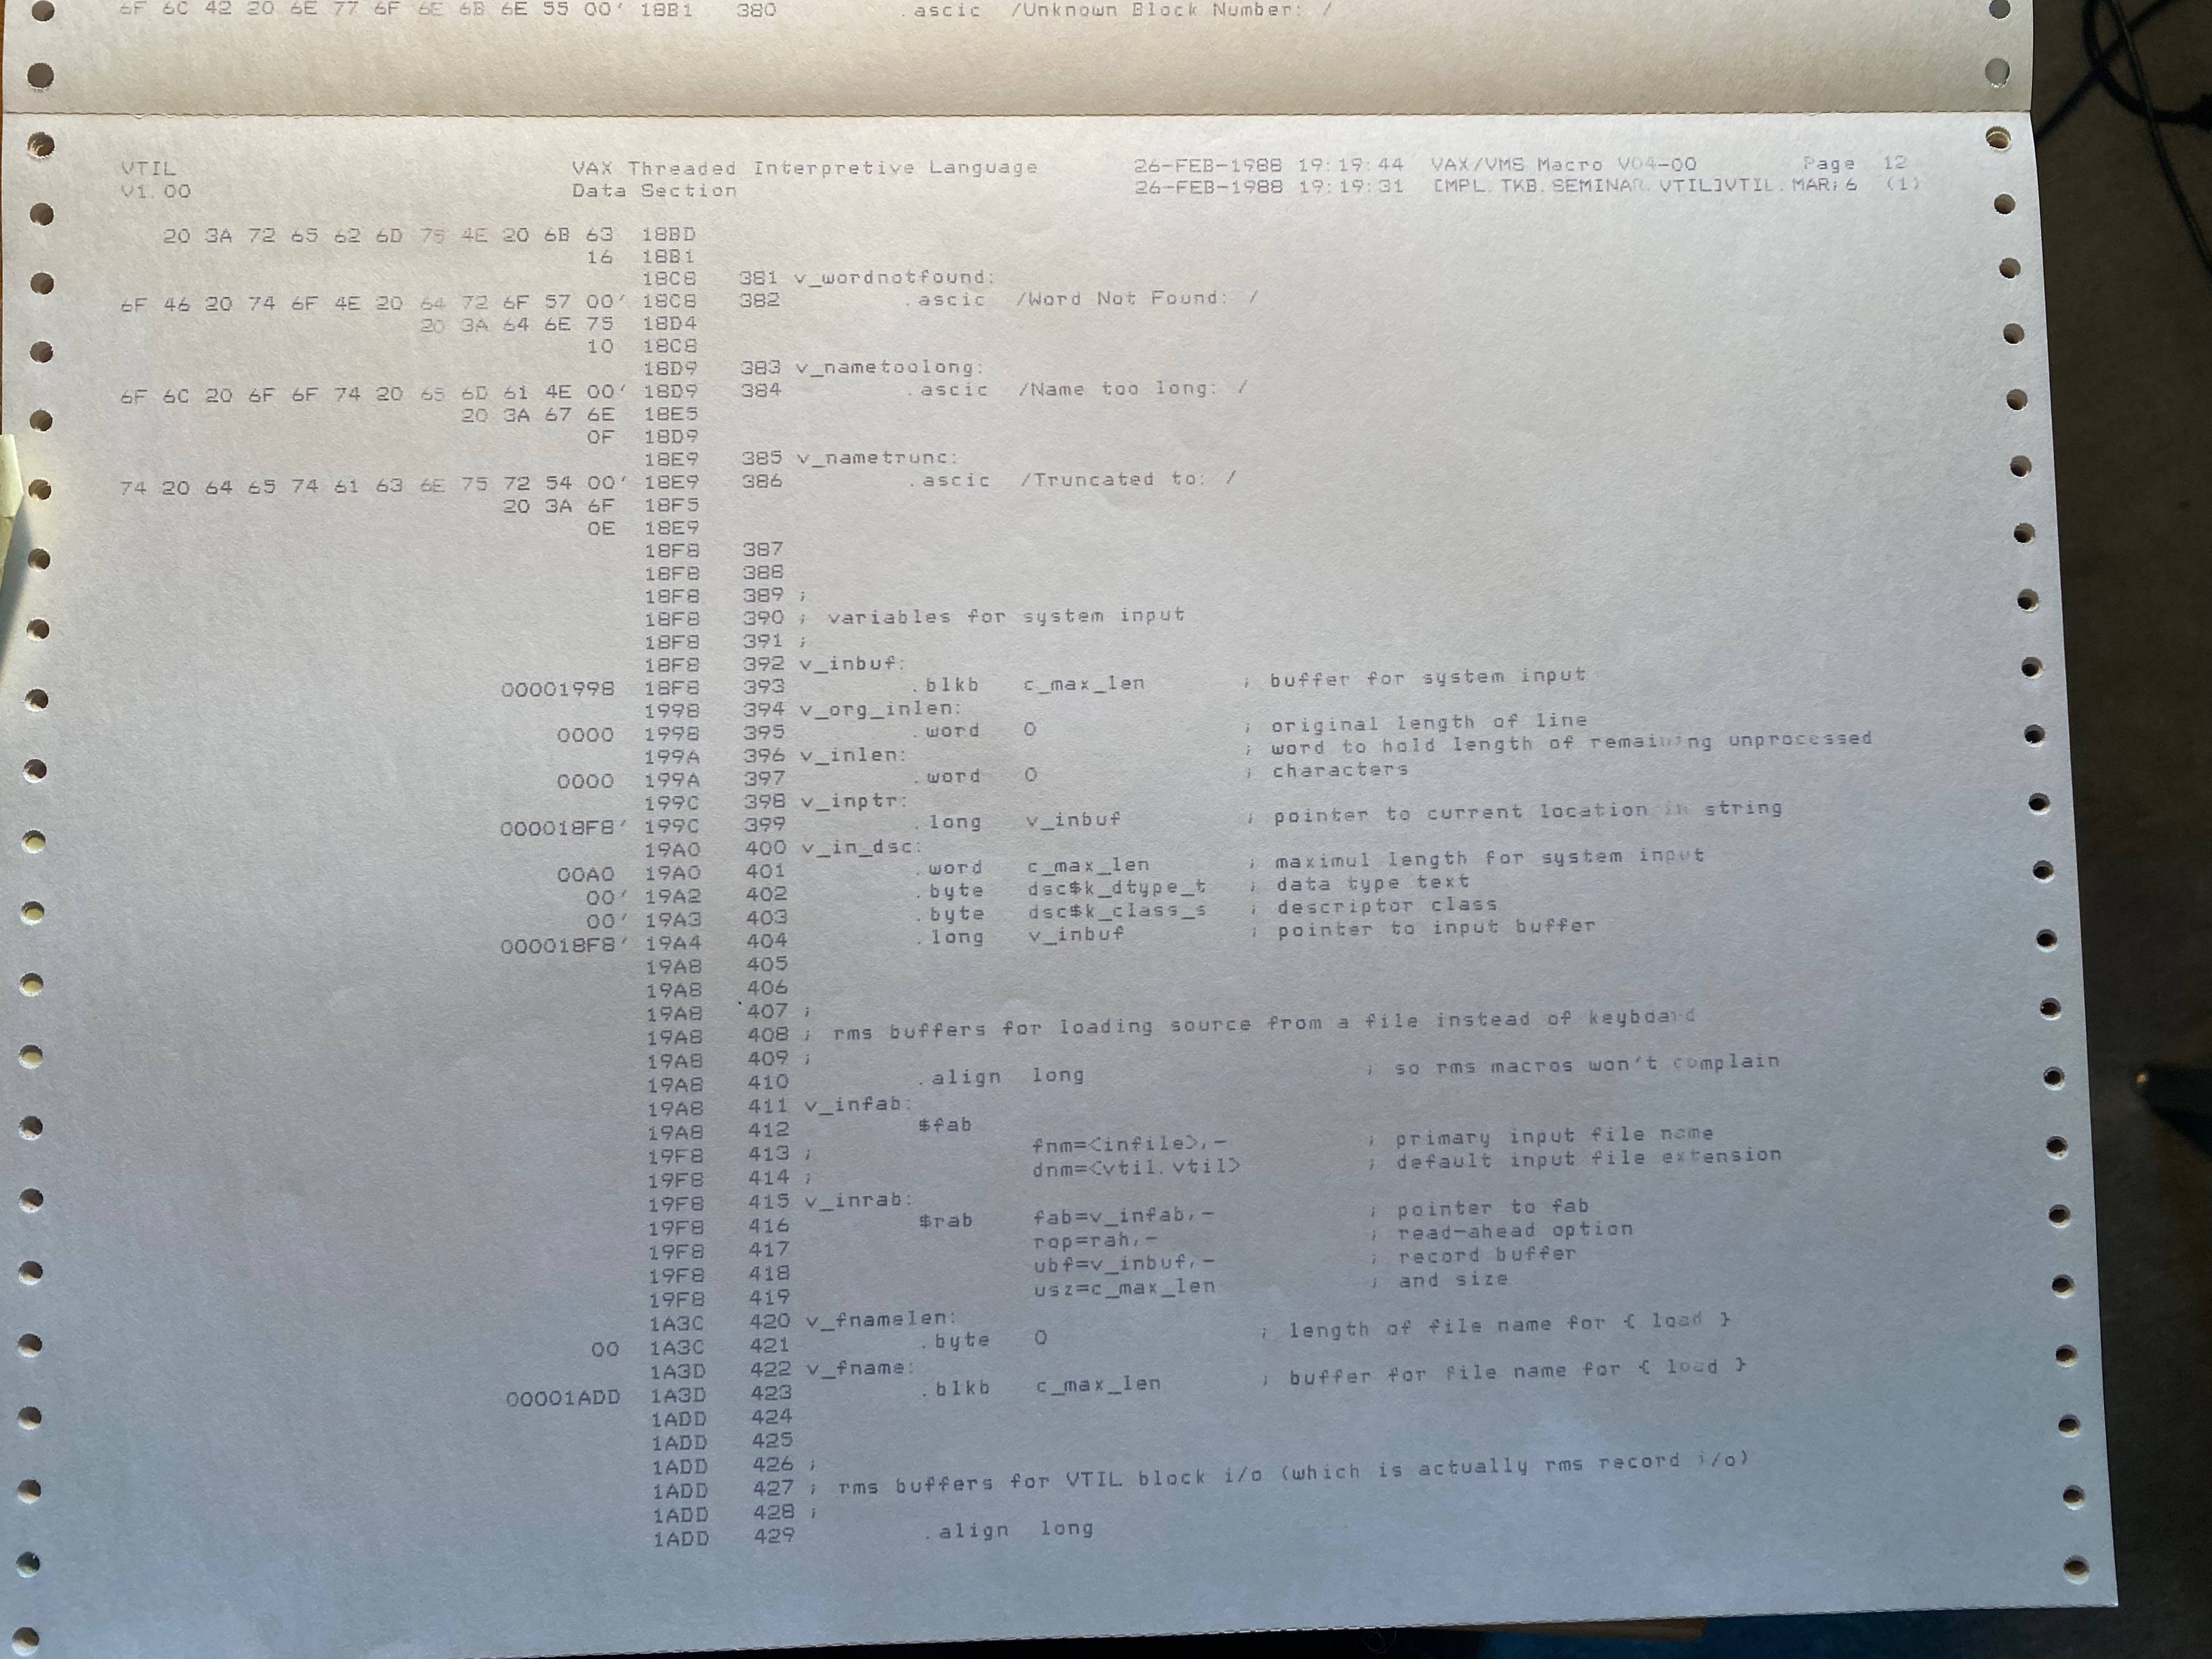 6F 6C 42 20 6E 77 6F 6E 6B 6E 55 00' 18B1 380 .ascic /Unknown Block Number: /
VTIL VAX Threaded Interpretive Language 26-FEB-1988 19:19:44 VAX/VMS Macro V04-00 Page 12
V1.00 Data Section 26-FEB-1988 19:19:31 [MPL.TKB.SEMINAR.VTIL]VTIL.MAR;6 (1)
20 3A 72 65 62 6D 75 4E 20 6B 63 18BD
16 18B1
18C8 381 v_wordnotfound:
6F 46 20 74 6F 4E 20 64 72 6F 57 00' 18C8 382 .ascic /Word Not Found: /
20 3A 64 6E 75 18D4
10 18C8
18D9 383 v_nametoolong:
6F 6C 20 6F 6F 74 20 65 6D 61 4E 00' 18D9 384 .ascic /Name too long: /
20 3A 67 6E 18E5
0F 18D9
18E9 385 v_nametrunc:
74 20 64 65 74 61 63 6E 75 72 54 00' 18E9 386 .ascic /Truncated to: /
20 3A 6F 18F5
0E 18E9
18F8 387
18F8 388
18F8 389 ;
18F8 390 ; variables for system input
18F8 391 ;
18F8 392 v_inbuf:
00001998 18F8 393 .blkb c_max_len ; buffer for system input
1998 394 v_org_inlen:
0000 1998 395 .word 0 ; original length of line
199A 396 v_inlen: ; word to hold length of remaining unprocessed
0000 199A 397 .word 0 ; characters
199C 398 v_inptr:
000018F8' 199C 399 .long v_inbuf ; pointer to current location in string
19A0 400 v_in_dsc:
00A0 19A0 401 .word c_max_len ; maximul length for system input
00' 19A2 402 .byte dsc$k_dtype_t ; data type text
00' 19A3 403 .byte dsc$k_class_s ; descriptor class
000018F8' 19A4 404 .long v_inbuf ; pointer to input buffer
19A8 405
19A8 406
19A8 407 ;
19A8 408 ; rms buffers for loading source from a file instead of keyboard
19A8 409 ;
19A8 410 .align long ; so rms macros won't complain
19A8 411 v_infab:
19A8 412 $fab
19F8 413 ; fnm=<infile>,- ; primary input file name
19F8 414 ; dnm=<vtil.vtil> ; default input file extension
19F8 415 v_inrab:
19F8 416 $rab fab=v_infab,- ; pointer to fab
19F8 417 rop=rah,- ; read-ahead option
19F8 418 ubf=v_inbuf,- ; record buffer
19F8 419 usz=c_max_len ; and size
1A3C 420 v_fnamelen:
00 1A3C 421 .byte 0 ; length of file name for { load }
1A3D 422 v_fname:
00001ADD 1A3D 423 .blkb c_max_len ; buffer for file name for { load }
1ADD 424
1ADD 425
1ADD 426 ;
1ADD 427 ; rms buffers for VTIL block i/o (which is actually rms record i/o)
1ADD 428 ;
1ADD 429 .align long